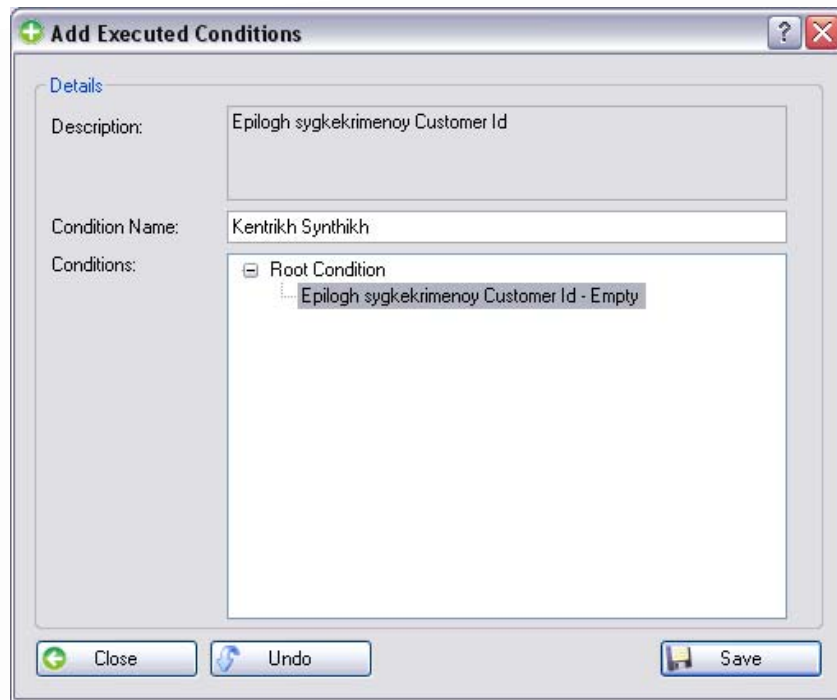 Add Executed Conditions
Details
Description:
Epilogh sygkekrimenoy Customer Id
Condition Name:
Kentrikh Synthikh
Conditions:
Root Condition
Epilogh sygkekrimenoy Customer Id - Empty
Close
Undo
Save